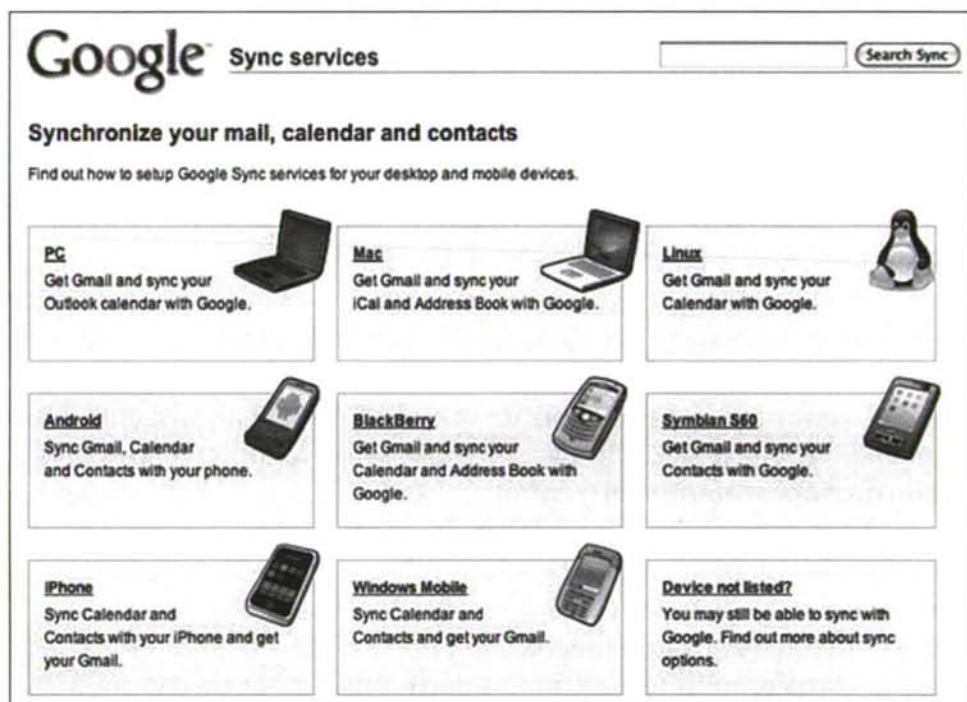 Google™ Sync services
Search Sync
Synchronize your mail, calendar and contacts
Find out how to setup Google Sync services for your desktop and mobile devices.
PC
Get Gmail and sync your
Outlook calendar with Google.
Mac
Get Gmail and sync your
iCal and Address Book with Google.
Linux
Get Gmail and sync your
Calendar with Google.
Android
Sync Gmail, Calendar
and Contacts with your phone.
BlackBerry
Get Gmail and sync your
Calendar and Address Book with
Google.
Symbian S60
Get Gmail and sync your
Contacts with Google.
iPhone
Sync Calendar and
Contacts with your iPhone and get
your Gmail.
Windows Mobile
Sync Calendar and
Contacts and get your Gmail.
Device not listed?
You may still be able to sync with
Google. Find out more about sync
options.